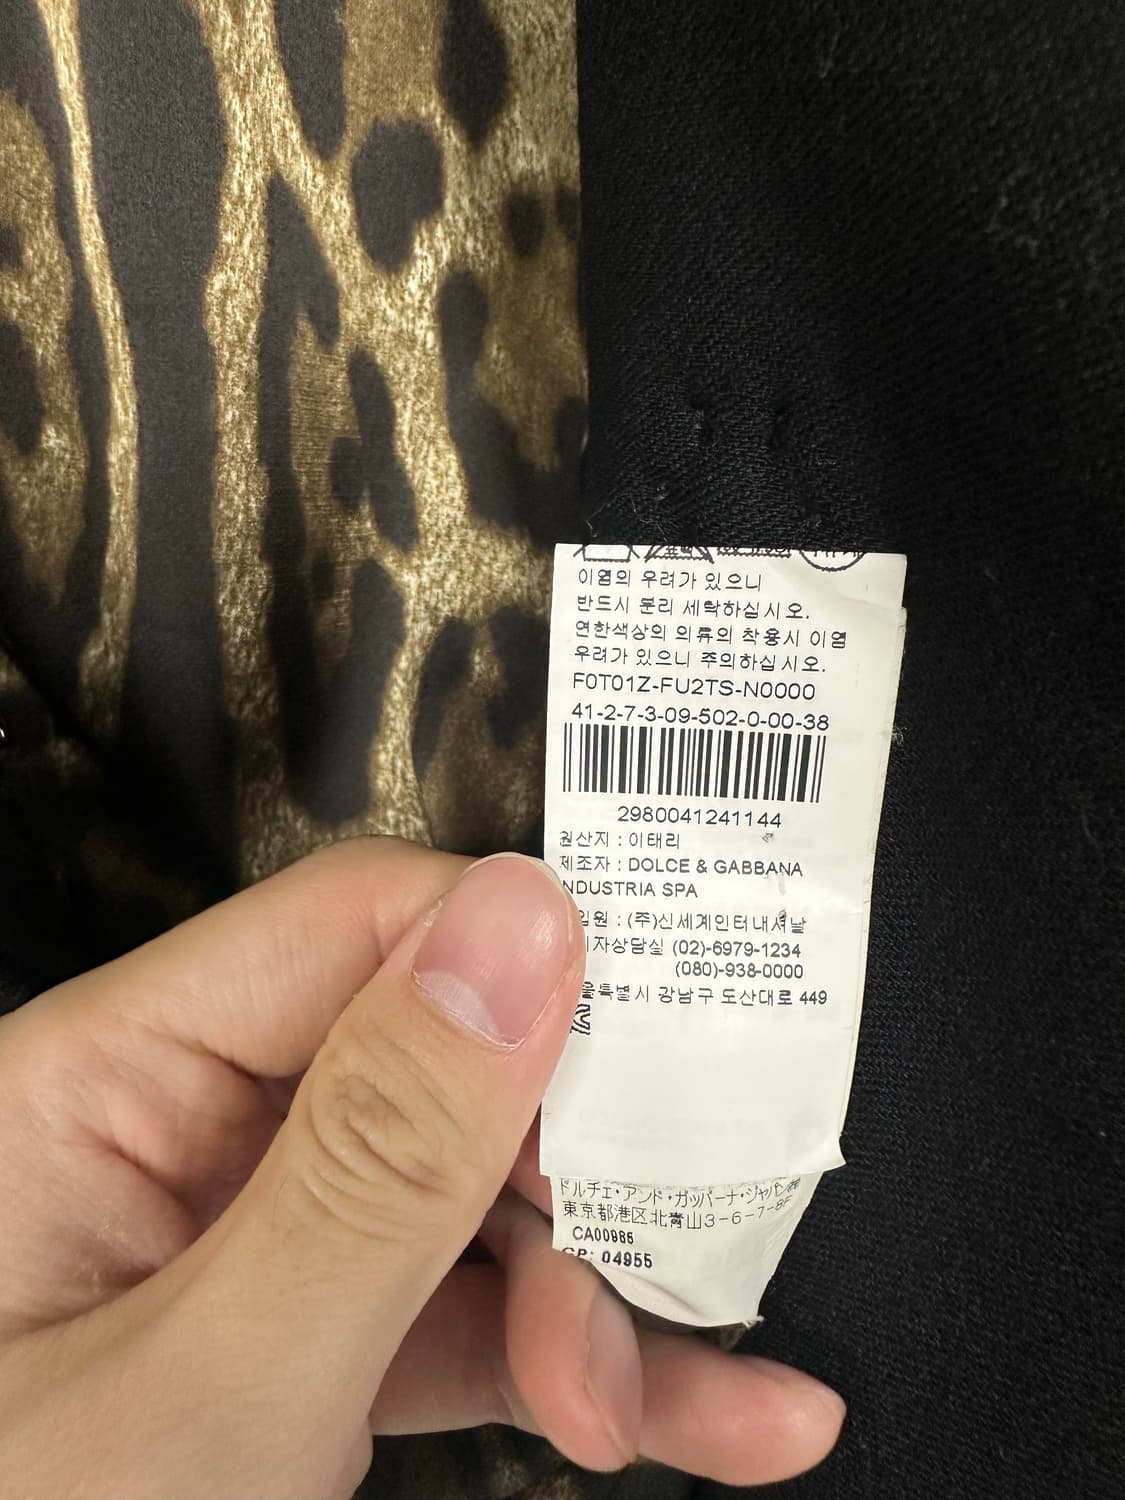 이염의 우려가 있으니
반드시 분리 세탁하십시오.
연한색상의 의류의 착용시 이염
우려가 있으니 주의하십시오.
F0T01Z-FU2TS-N0000
41-2-7-3-09-502-0-00-38
2980041241144
원산지 : 이태리
제조자 : DOLCE & GABBANA
NDUSTRIA SPA
입원 : (주)신세계인터내셔날
자상담실 (02)-6979-1234
(080)-938-0000
울특별시 강남구 도산대로 449
ドルチェ・アンド・ガッバーナ・ジャパン㈱
東京都港区北青山3-6-7-8F
CA00986
GP: 04955